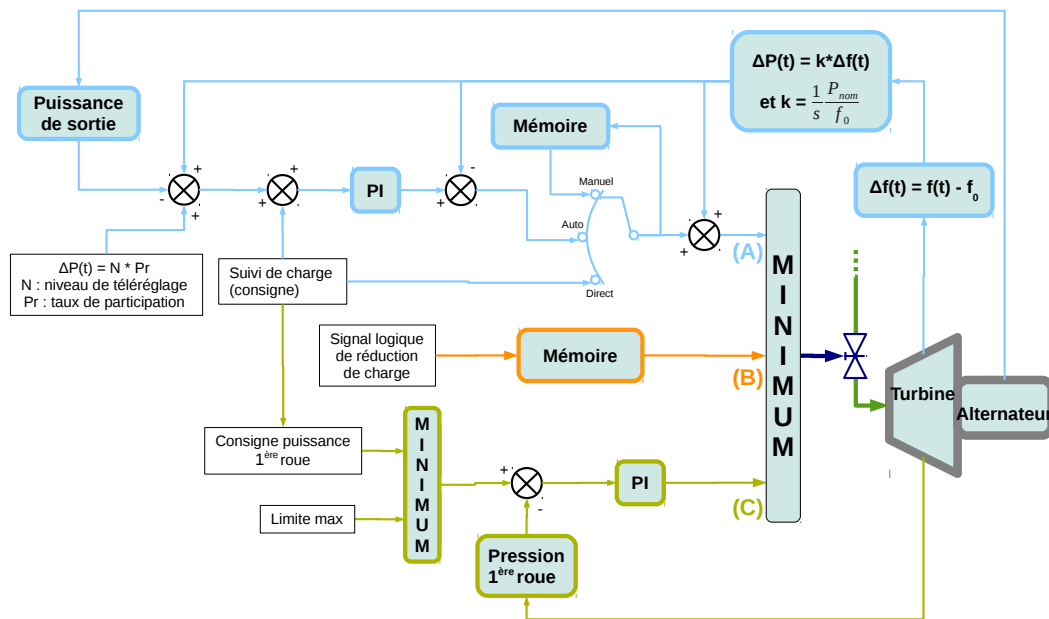 ΔP(t) = k*Δf(t)
et k = 1/s P_nom/f_0
Puissance
de sortie
Mémoire
+
-
+
+
+
PI
-
+
Manuel
Auto
Direct
+
+
(A)
Δf(t) = f(t) - f_0
ΔP(t) = N * Pr
N : niveau de téléréglage
Pr : taux de participation
Suivi de charge
(consigne)
Signal logique
de réduction
de charge
Mémoire
(B)
MINIMUM
Turbine
Alternateur
Consigne puissance
1ère roue
Limite max
MINIMUM
+
-
PI
(C)
Pression
1ère roue